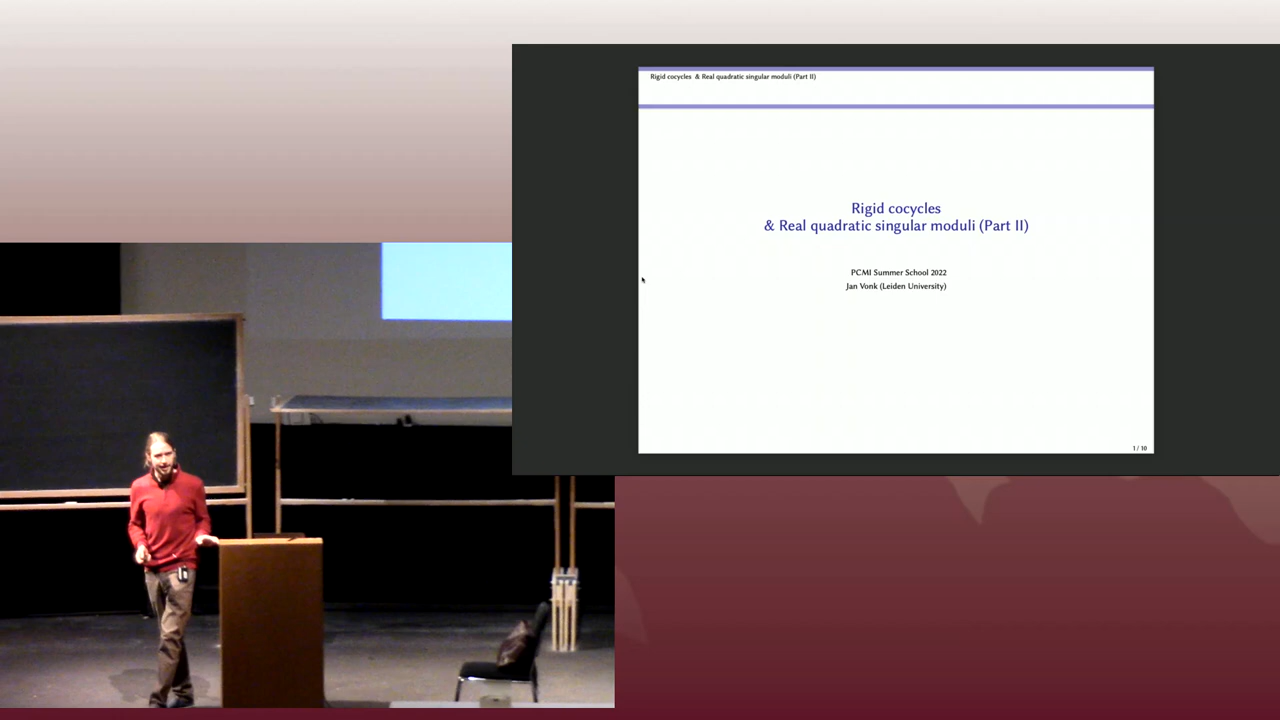 Rigid cocycles & Real quadratic singular moduli (Part II)
Rigid cocycles
& Real quadratic singular moduli (Part II)
PCMI Summer School 2022
Jan Vonk (Leiden University)
1 / 10